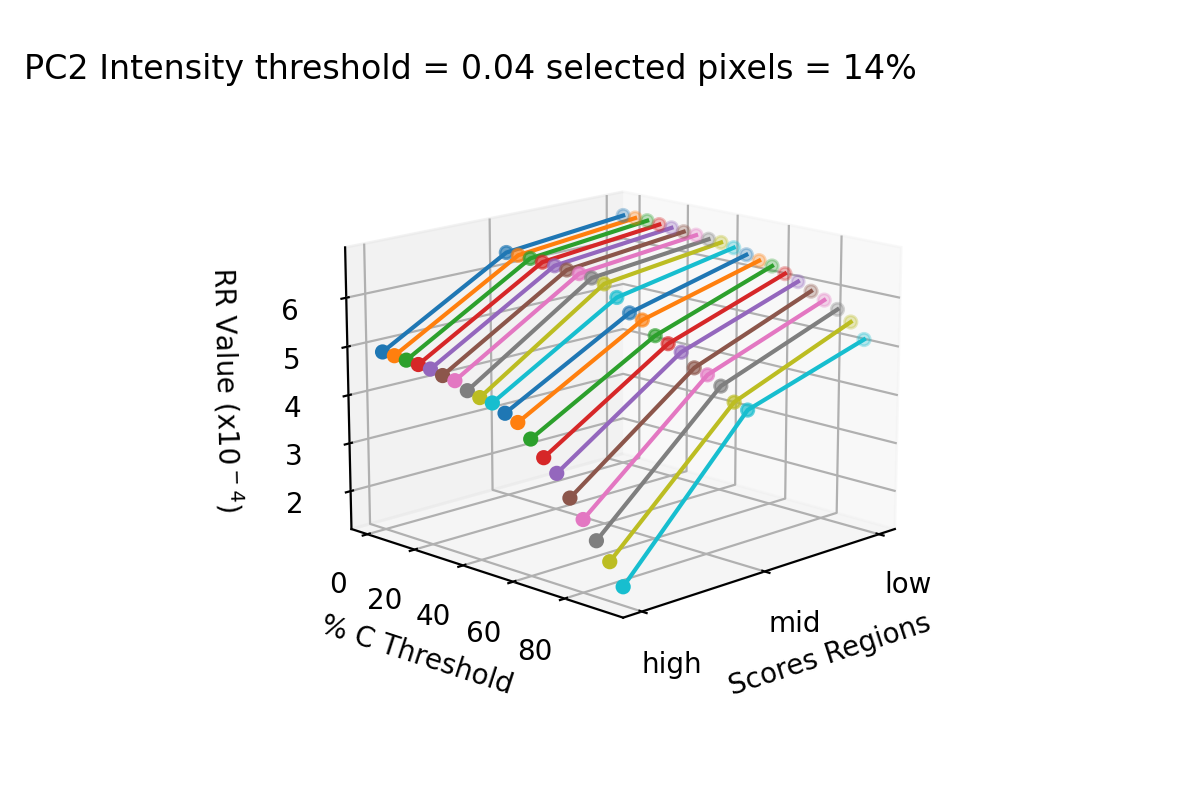 PC2 Intensity threshold = 0.04 selected pixels = 14%
RR Value (x10⁻⁴)
6
5
4
3
2
0
20
40
60
80
% C Threshold
high
mid
low
Scores Regions